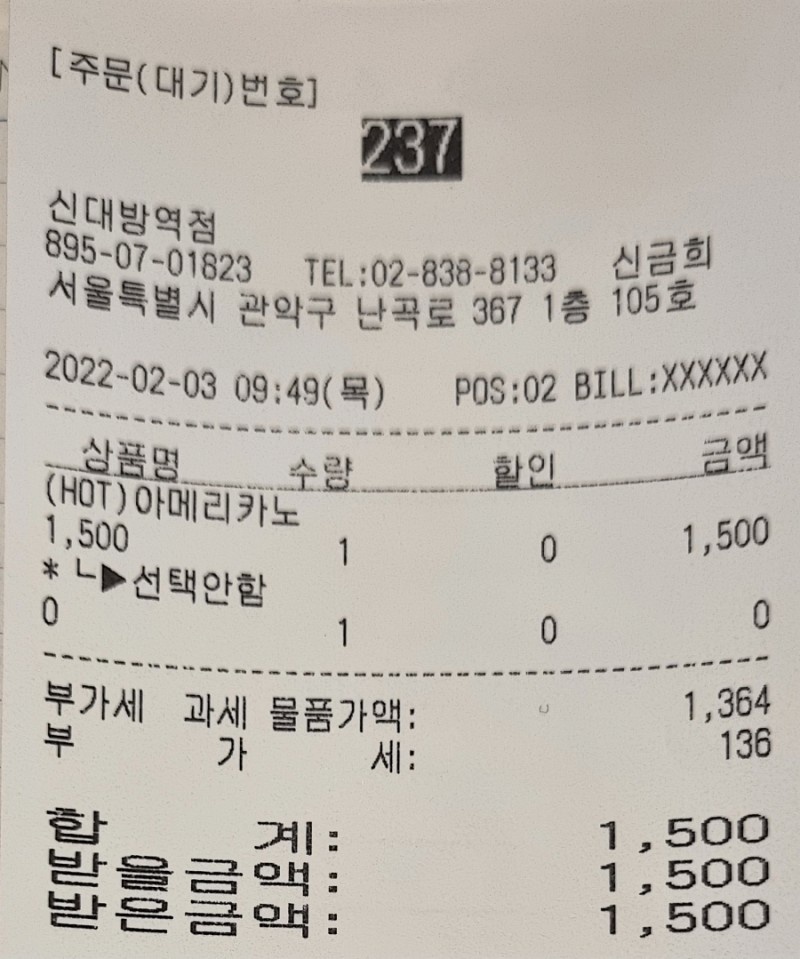 [주문(대기)번호]
237
신대방역점
895-07-01823 TEL:02-838-8133 신금희
서울특별시 관악구 난곡로 367 1층 105호
2022-02-03 09:49(목) POS:02 BILL:XXXXXX
상품명 수량 할인 금액
(HOT)아메리카노
1,500 1 0 1,500
* ㄴ▶선택안함
0 1 0 0
부가세 과세 물품가액: 1,364
부 가 세: 136
합 계: 1,500
받을금액: 1,500
받은금액: 1,500